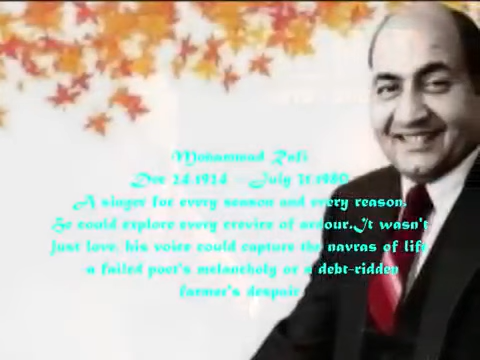 Mohammad Rafi
Dec 24.1924 - July 31.1980
A singer for every season and every reason.
He could explore every crevice of ardour.It wasn't
just love, his voice could capture the navras of life
a failed poet's melancholy or a debt-ridden
farmer's despair